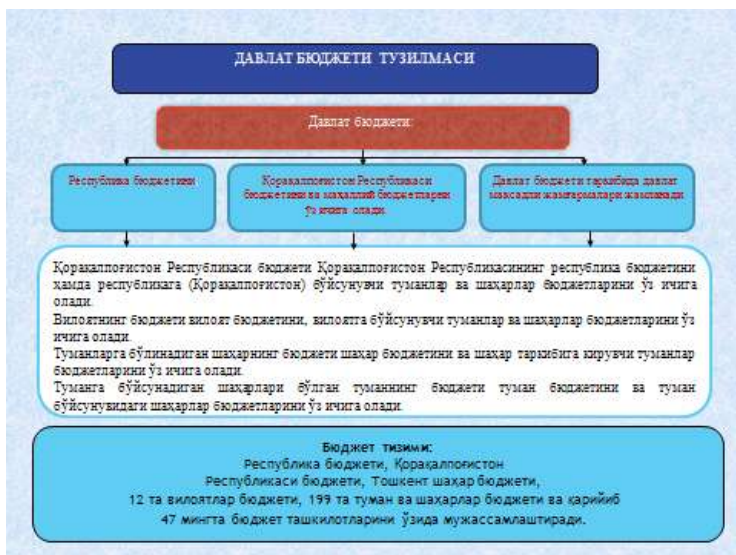 ДАВЛАТ БЮДЖЕТИ ТУЗИЛМАСИ
Давлат бюджети:
Республика бюджетини
Қорақалпоғистон Республикаси
бюджетини ва маҳаллий бюджетларни
ўз ичига олади.
Давлат бюджети таркибида давлат
мақсадли жамғармалари жамланади
Қорақалпоғистон Республикаси бюджети Қорақалпоғистон Республикасининг республика бюджетини
ҳамда республикага (Қорақалпоғистон) бўйсунувчи туманлар ва шаҳарлар бюджетларини ўз ичига
олади.
Вилоятнинг бюджети вилоят бюджетини, вилоятга бўйсунувчи туманлар ва шаҳарлар бюджетларини ўз
ичига олади.
Туманларга бўлинадиган шаҳарнинг бюджети шаҳар бюджетини ва шаҳар таркибига кирувчи туманлар
бюджетларини ўз ичига олади.
Туманга бўйсунадиган шаҳарлари бўлган туманнинг бюджети туман бюджетини ва туман
бўйсунувидаги шаҳарлар бюджетларини ўз ичига олади.
Бюджет тизими:
Республика бюджети, Қорақалпоғистон
Республикаси бюджети, Тошкент шаҳар бюджети,
12 та вилоятлар бюджети, 199 та туман ва шаҳарлар бюджети ва қарийиб
47 мингта бюджет ташкилотларини ўзида мужассамлаштиради.